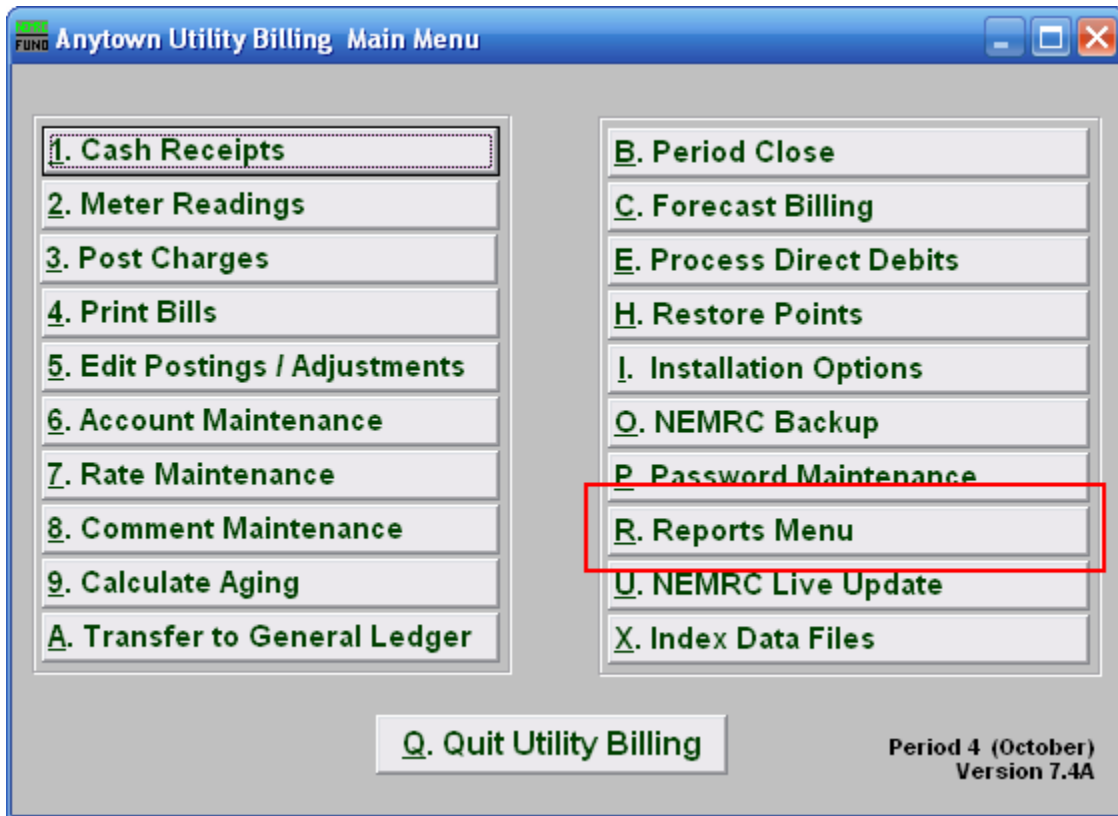 NEMRC
FUND Anytown Utility Billing Main Menu
1. Cash Receipts
2. Meter Readings
3. Post Charges
4. Print Bills
5. Edit Postings / Adjustments
6. Account Maintenance
7. Rate Maintenance
8. Comment Maintenance
9. Calculate Aging
A. Transfer to General Ledger
B. Period Close
C. Forecast Billing
E. Process Direct Debits
H. Restore Points
I. Installation Options
O. NEMRC Backup
P. Password Maintenance
R. Reports Menu
U. NEMRC Live Update
X. Index Data Files
Q. Quit Utility Billing
Period 4 (October)
Version 7.4A